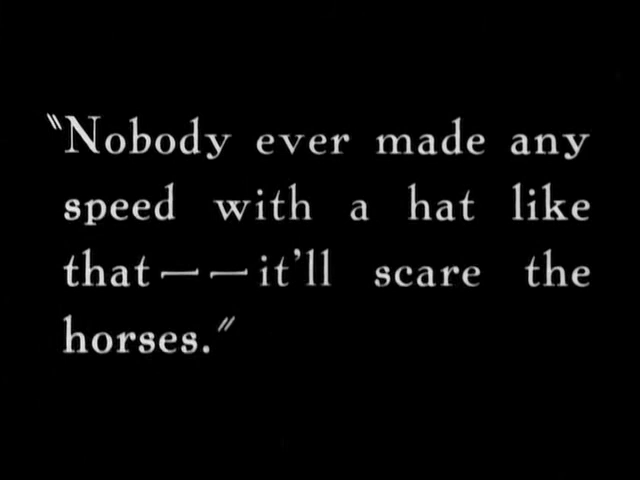 "Nobody ever made any
speed with a hat like
that——it'll scare the
horses."